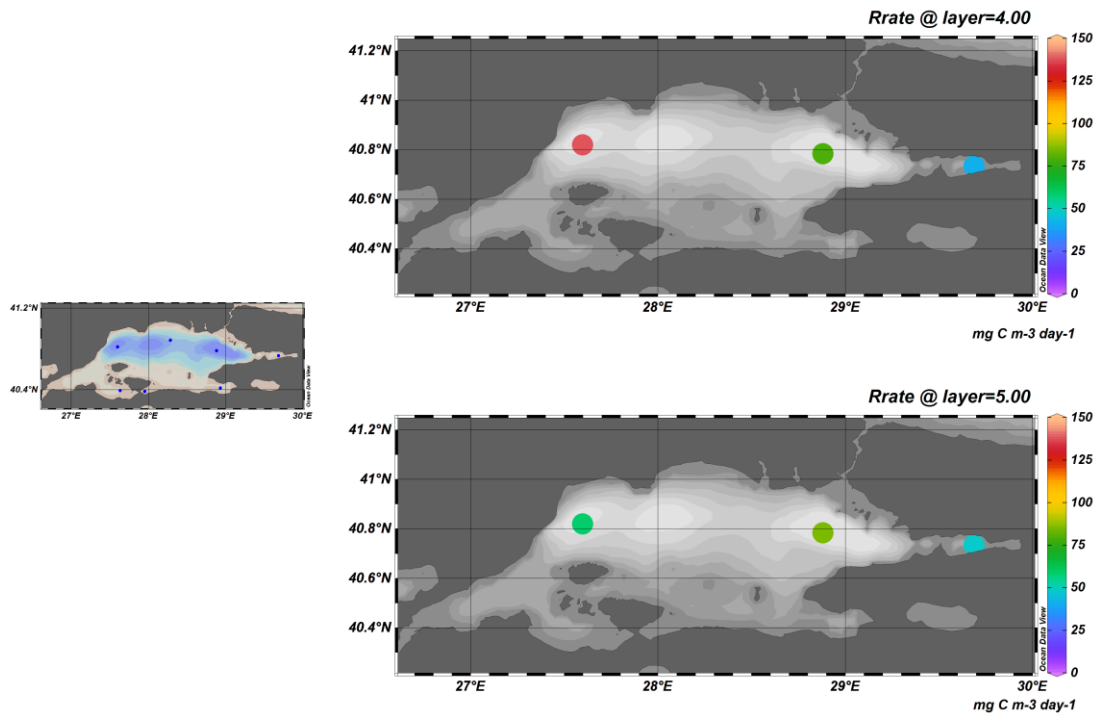 Rrate @ layer=4.00
41.2°N
41°N
40.8°N
40.6°N
40.4°N
27°E
28°E
29°E
30°E
Ocean Data View
150
125
100
75
50
25
0
mg C m-3 day-1
41.2°N
40.4°N
27°E
28°E
29°E
30°E
Ocean Data View
Rrate @ layer=5.00
41.2°N
41°N
40.8°N
40.6°N
40.4°N
27°E
28°E
29°E
30°E
Ocean Data View
150
125
100
75
50
25
0
mg C m-3 day-1